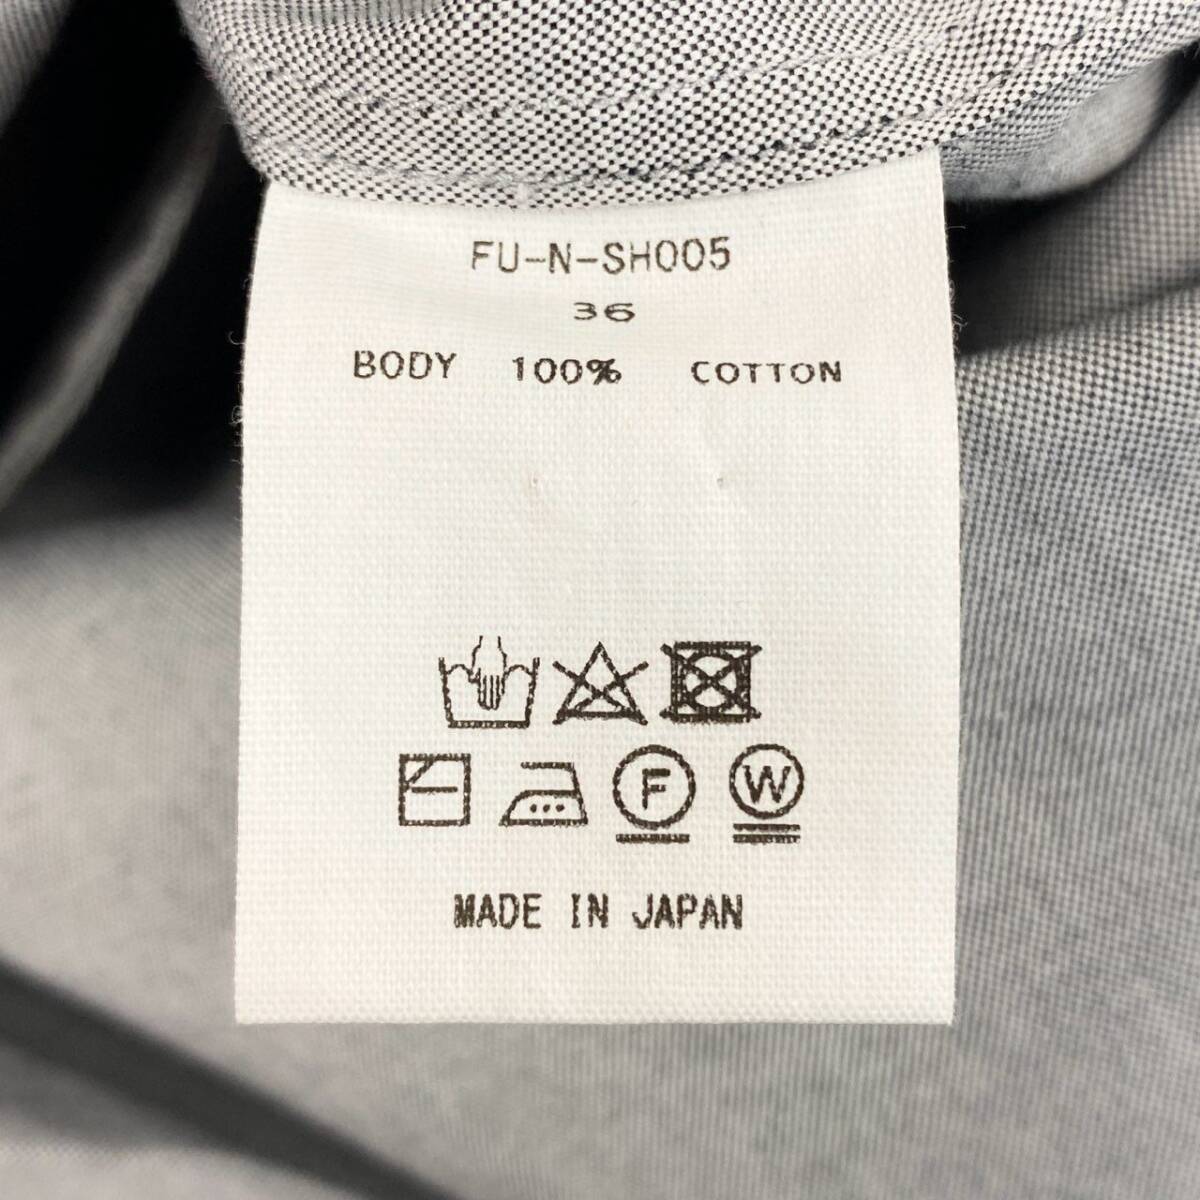 FU-N-SH005
36
BODY 100% COTTON
F W
MADE IN JAPAN